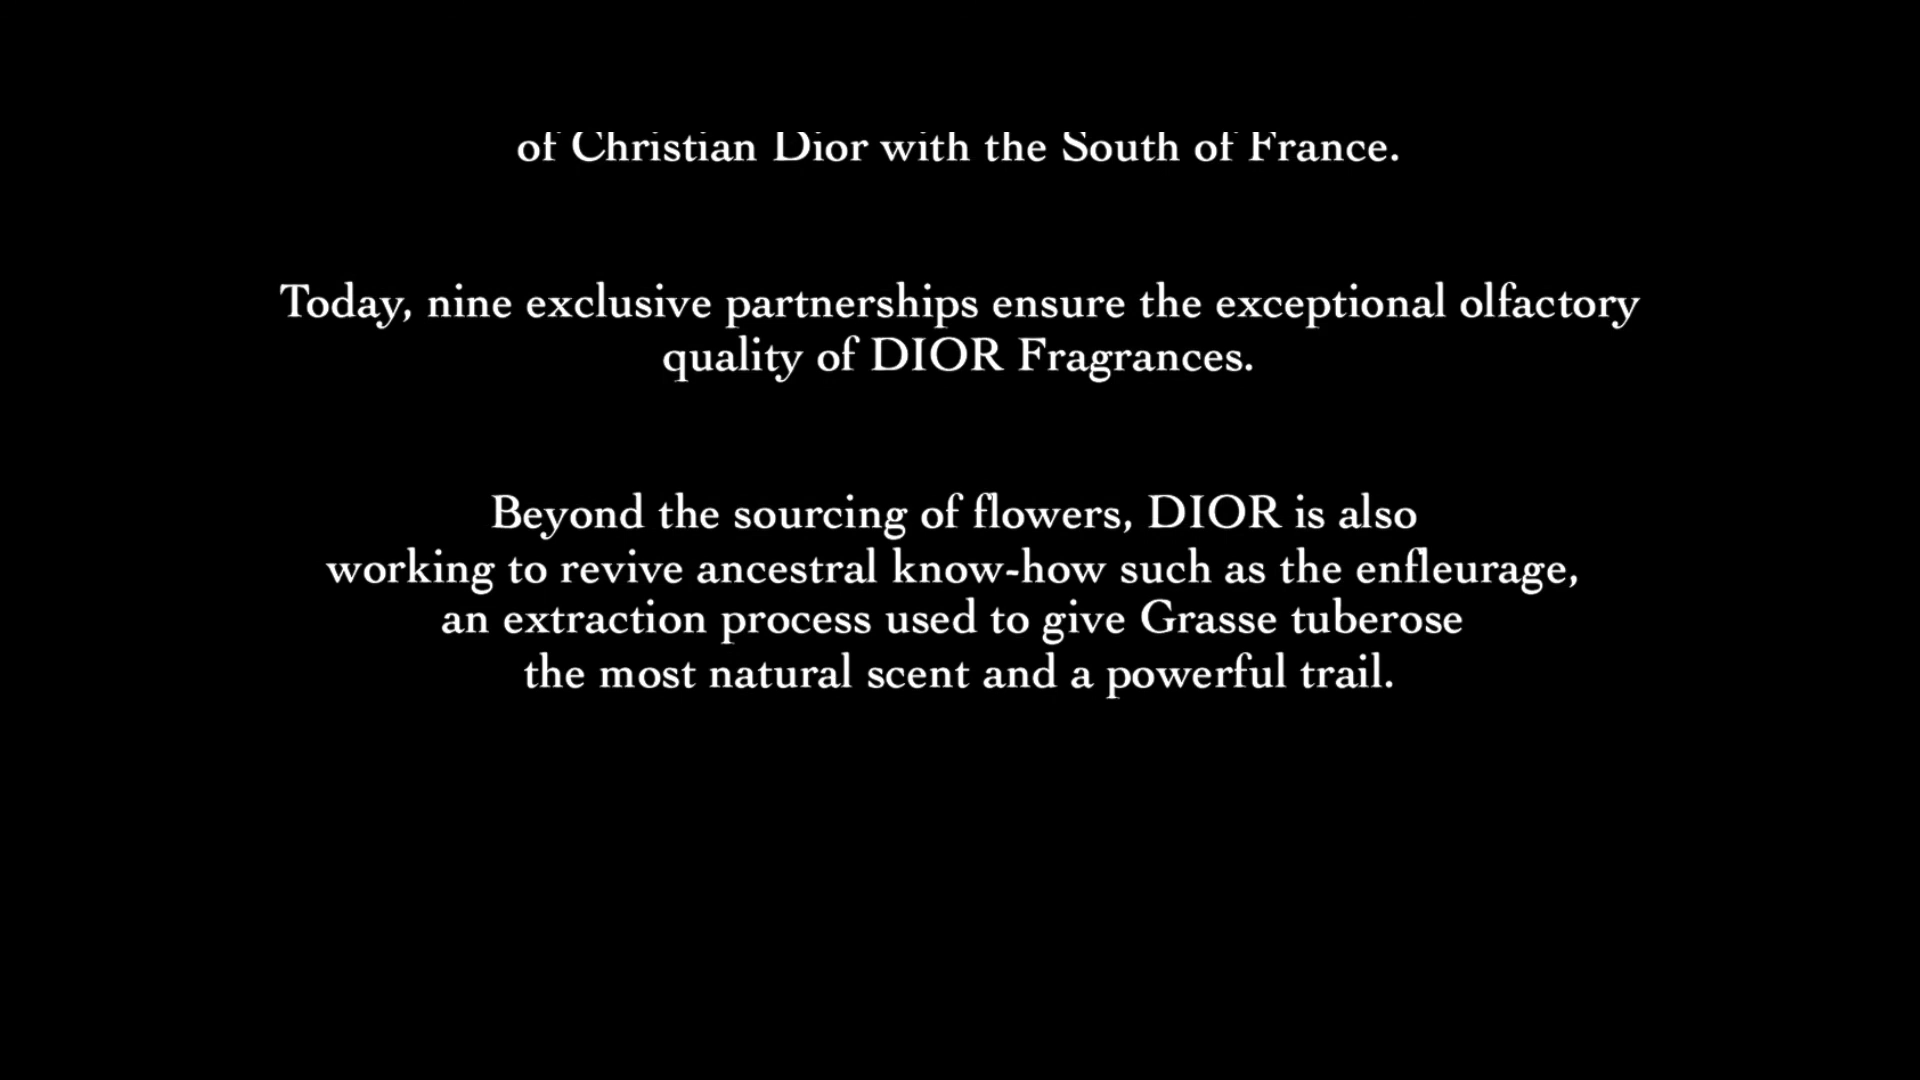 of Christian Dior with the South of France.
Today, nine exclusive partnerships ensure the exceptional olfactory
quality of DIOR Fragrances.
Beyond the sourcing of flowers, DIOR is also
working to revive ancestral know-how such as the enfleurage,
an extraction process used to give Grasse tuberose
the most natural scent and a powerful trail.